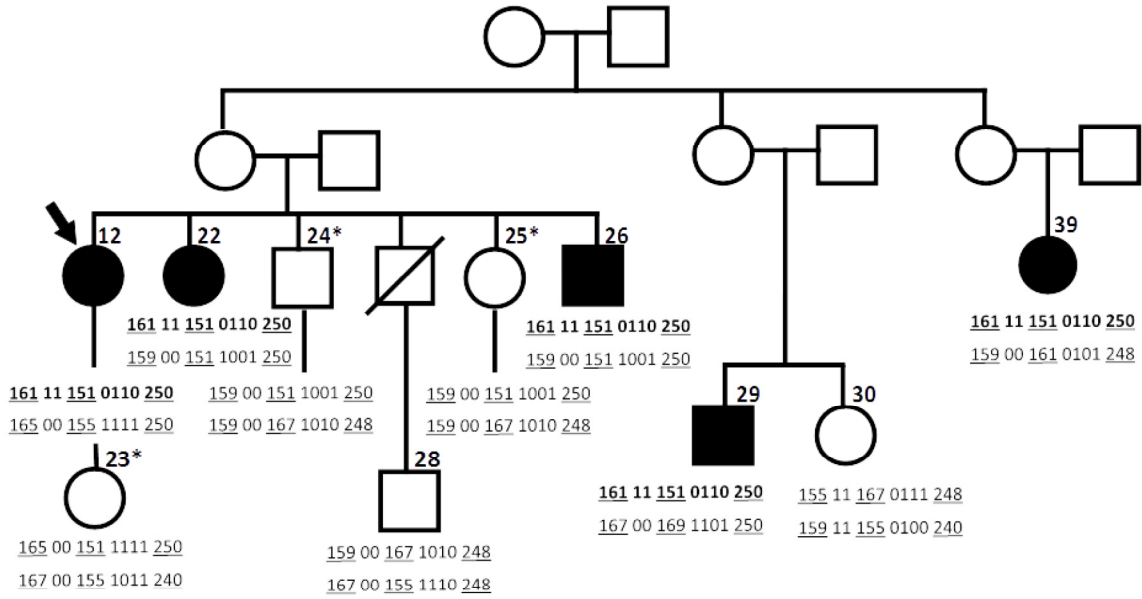 12
22
24*
25*
26
39
161 11 151 0110 250
159 00 151 1001 250
161 11 151 0110 250
159 00 151 1001 250
161 11 151 0110 250
159 00 161 0101 248
161 11 151 0110 250
165 00 155 1111 250
159 00 151 1001 250
159 00 167 1010 248
159 00 151 1001 250
159 00 167 1010 248
29
30
23*
28
161 11 151 0110 250
167 00 169 1101 250
155 11 167 0111 248
159 11 155 0100 240
165 00 151 1111 250
167 00 155 1011 240
159 00 167 1010 248
167 00 155 1110 248